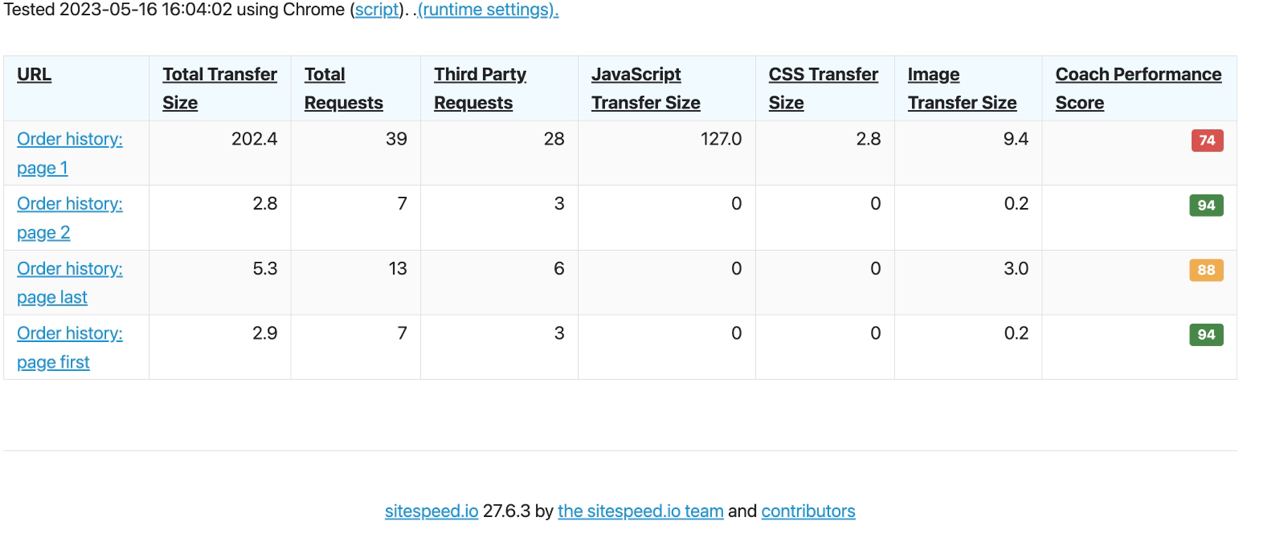 Tested 2023-05-16 16:04:02 using Chrome (script). .(runtime settings).
URL Total Transfer Total Third Party JavaScript CSS Transfer Image Coach Performance
Size Requests Requests Transfer Size Size Transfer Size Score
Order history: 202.4 39 28 127.0 2.8 9.4 74
page 1
Order history: 2.8 7 3 0 0 0.2 94
page 2
Order history: 5.3 13 6 0 0 3.0 88
page last
Order history: 2.9 7 3 0 0 0.2 94
page first
sitespeed.io 27.6.3 by the sitespeed.io team and contributors